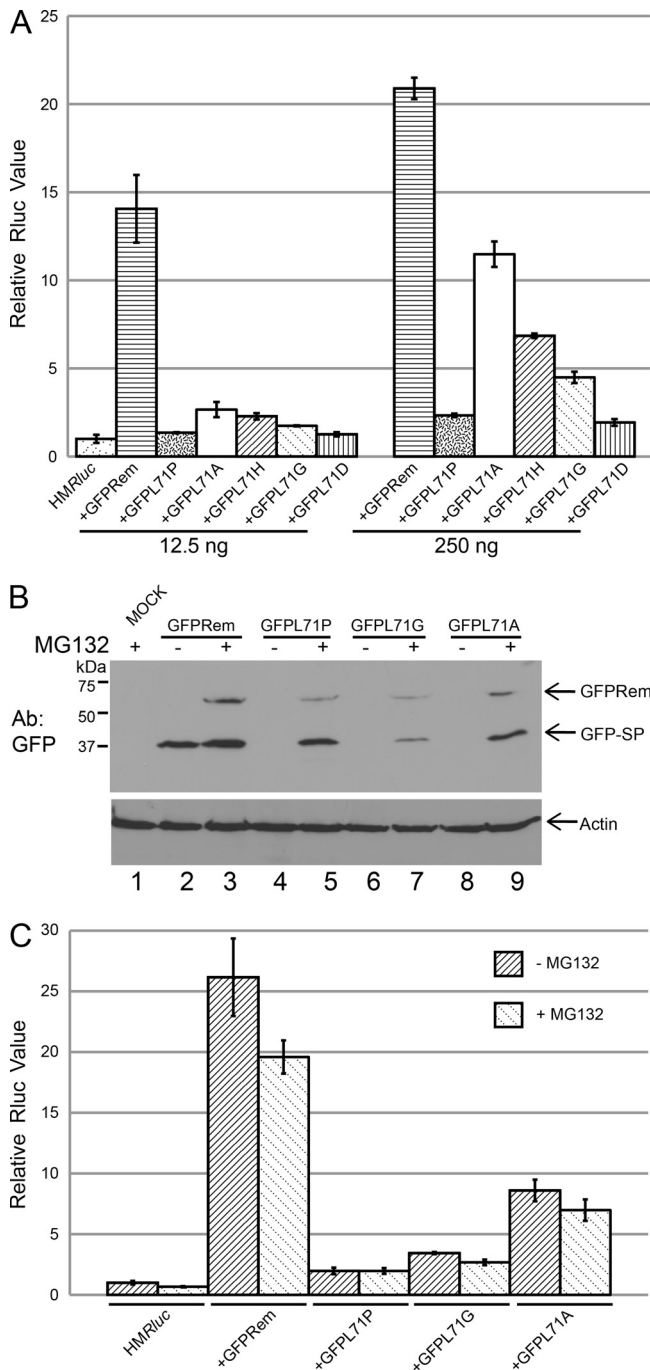 A
Relative Rluc Value
25
20
15
10
5
0
HMRluc
+GFPRem
+GFPL71P
+GFPL71A
+GFPL71H
+GFPL71G
+GFPL71D
+GFPRem
+GFPL71P
+GFPL71A
+GFPL71H
+GFPL71G
+GFPL71D
12.5 ng
250 ng
B
MOCK
GFPRem
GFPL71P
GFPL71G
GFPL71A
MG132 + - + - + - + - +
kDa
75
50
37
Ab:
GFP
GFPRem
GFP-SP
Actin
1 2 3 4 5 6 7 8 9
C
Relative Rluc Value
30
25
20
15
10
5
0
- MG132
+ MG132
HMRluc
+GFPRem
+GFPL71P
+GFPL71G
+GFPL71A